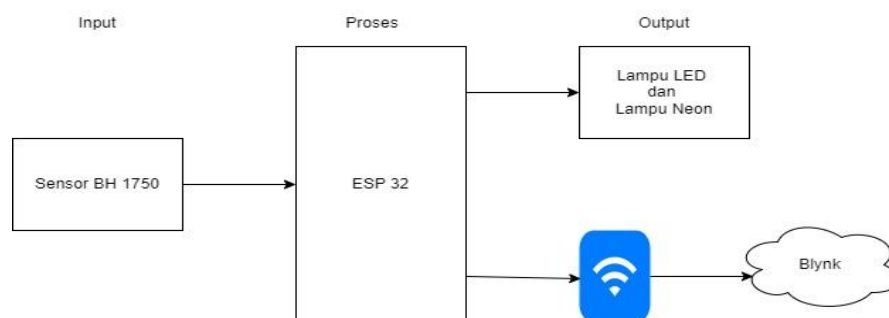 Input
Proses
Output
Sensor BH 1750
ESP 32
Lampu LED
dan
Lampu Neon
Blynk